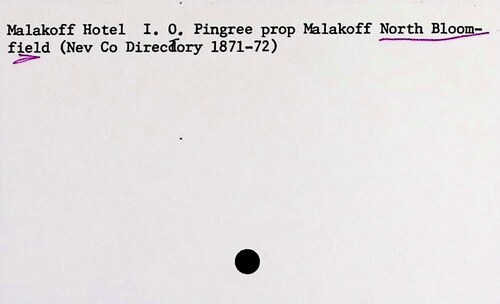 Malakoff Hotel I. O. Pingree prop Malakoff North Bloom-
field (Nev Co Directory 1871-72)